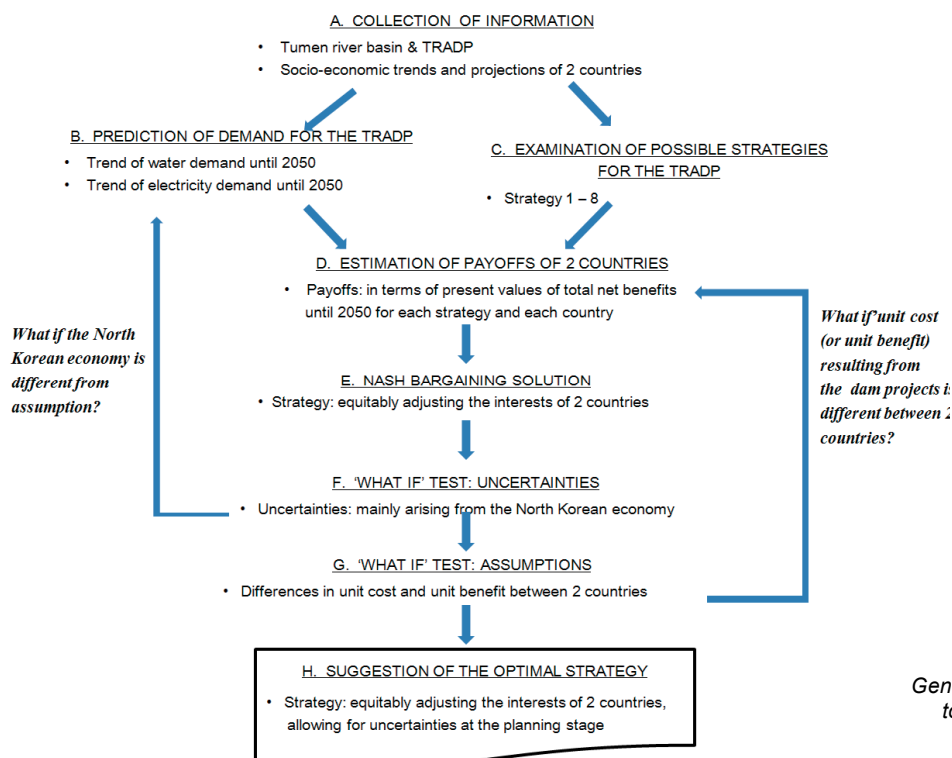 A. COLLECTION OF INFORMATION
• Tumen river basin & TRADP
• Socio-economic trends and projections of 2 countries
B. PREDICTION OF DEMAND FOR THE TRADP
• Trend of water demand until 2050
• Trend of electricity demand until 2050
C. EXAMINATION OF POSSIBLE STRATEGIES
FOR THE TRADP
• Strategy 1 – 8
D. ESTIMATION OF PAYOFFS OF 2 COUNTRIES
• Payoffs: in terms of present values of total net benefits
until 2050 for each strategy and each country
What if the North
Korean economy is
different from
assumption?
What if'unit cost
(or unit benefit)
resulting from
the dam projects is
different between 2
countries?
E. NASH BARGAINING SOLUTION
• Strategy: equitably adjusting the interests of 2 countries
F. ‘WHAT IF’ TEST: UNCERTAINTIES
• Uncertainties: mainly arising from the North Korean economy
G. ‘WHAT IF’ TEST: ASSUMPTIONS
• Differences in unit cost and unit benefit between 2 countries
H. SUGGESTION OF THE OPTIMAL STRATEGY
• Strategy: equitably adjusting the interests of 2 countries,
allowing for uncertainties at the planning stage